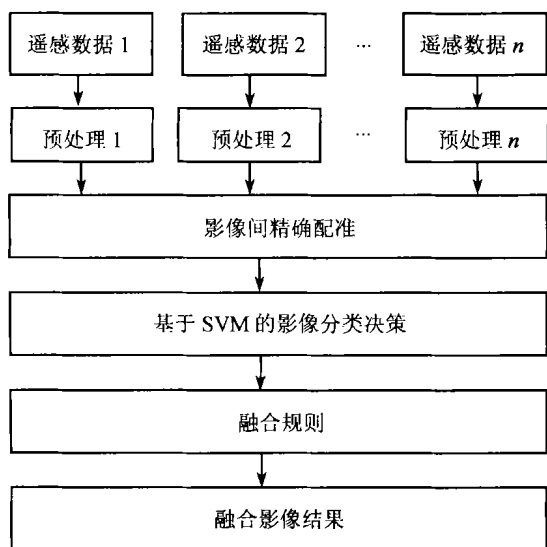 遥感数据 1 遥感数据 2 … 遥感数据 n
预处理 1 预处理 2 … 预处理 n
影像间精确配准
基于 SVM 的影像分类决策
融合规则
融合影像结果